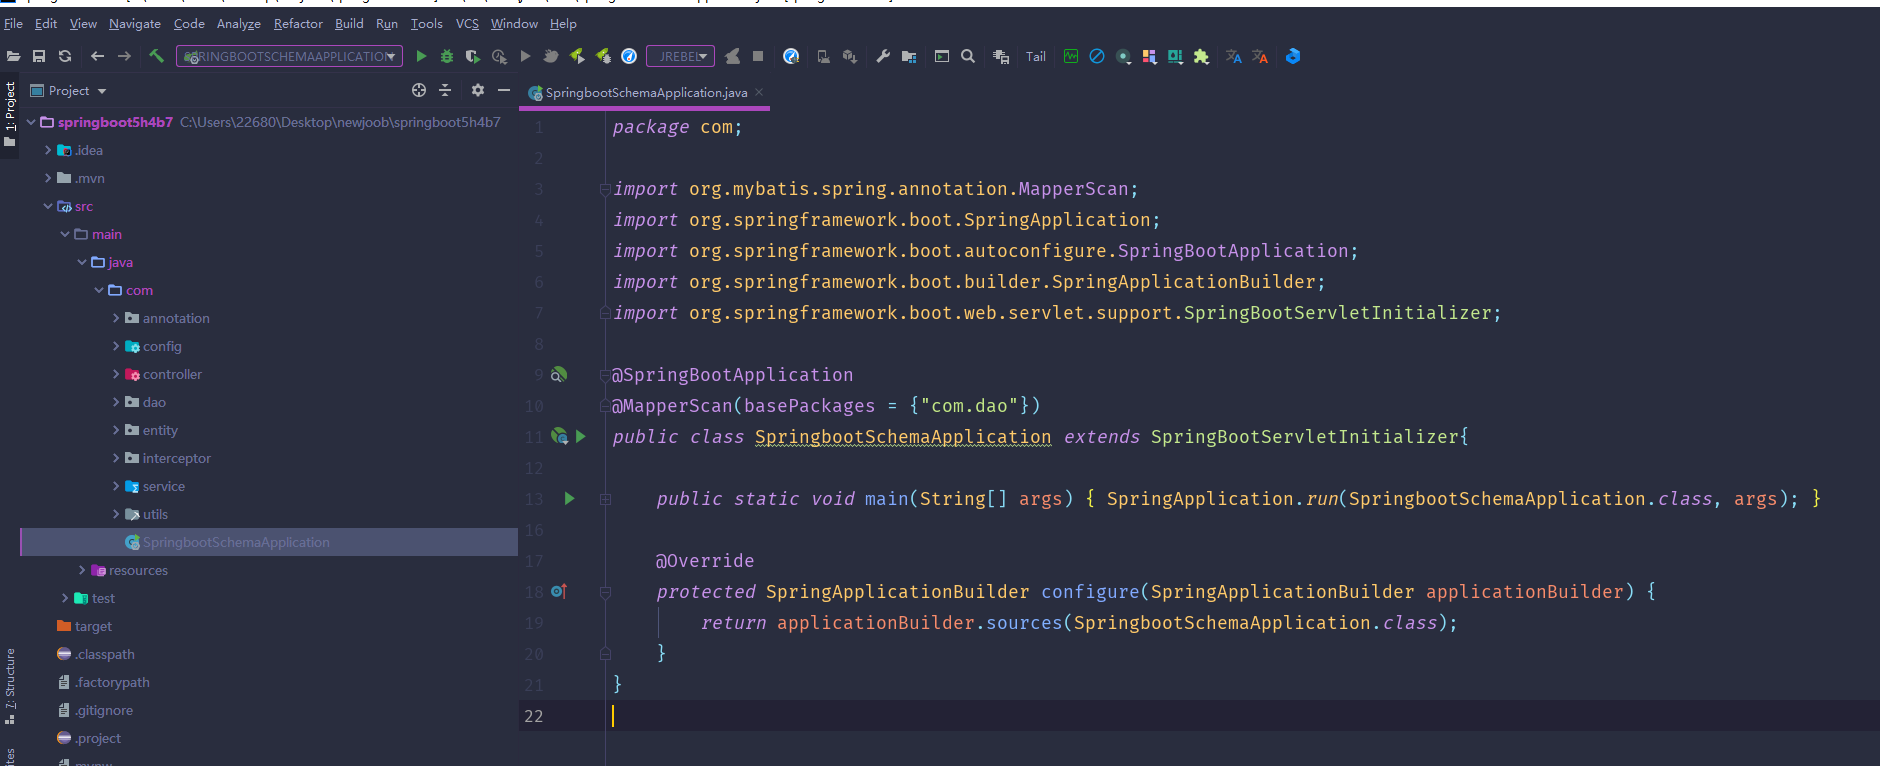 File Edit View Navigate Code Analyze Refactor Build Run Tools VCS Window Help
RINGBOOTSCHEMAAPPLICATION JREBEL Tail
1: Project
Project
SpringbootSchemaApplication.java
springboot5h4b7 C:\Users\22680\Desktop\newjoob\springboot5h4b7
.idea
.mvn
src
main
java
com
annotation
config
controller
dao
entity
interceptor
service
utils
SpringbootSchemaApplication
resources
test
target
.classpath
.factorypath
.gitignore
.project
7: Structure
1 package com;
2
3 import org.mybatis.spring.annotation.MapperScan;
4 import org.springframework.boot.SpringApplication;
5 import org.springframework.boot.autoconfigure.SpringBootApplication;
6 import org.springframework.boot.builder.SpringApplicationBuilder;
7 import org.springframework.boot.web.servlet.support.SpringBootServletInitializer;
8
9 @SpringBootApplication
10 @MapperScan(basePackages = {"com.dao"})
11 public class SpringbootSchemaApplication extends SpringBootServletInitializer{
12
13 public static void main(String[] args) { SpringApplication.run(SpringbootSchemaApplication.class, args); }
16
17 @Override
18 protected SpringApplicationBuilder configure(SpringApplicationBuilder applicationBuilder) {
19 return applicationBuilder.sources(SpringbootSchemaApplication.class);
20 }
21 }
22